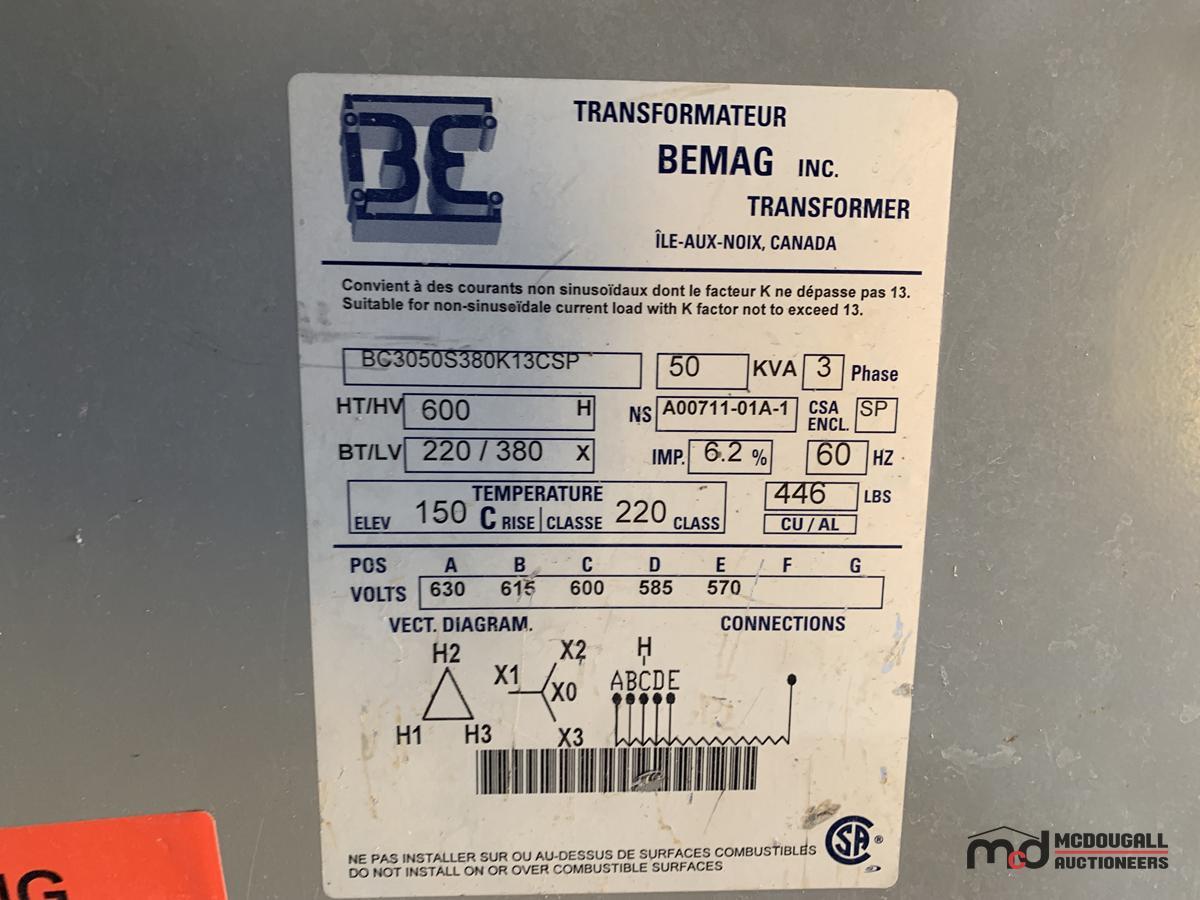 BE
TRANSFORMATEUR
BEMAG INC.
TRANSFORMER
ÎLE-AUX-NOIX, CANADA
Convient à des courants non sinusoïdaux dont le facteur K ne dépasse pas 13.
Suitable for non-sinuseïdale current load with K factor not to exceed 13.
BC3050S380K13CSP 50 KVA 3 Phase
HT/HV 600 H NS A00711-01A-1 CSA ENCL. SP
BT/LV 220 / 380 X IMP. 6.2 % 60 HZ
TEMPERATURE 446 LBS
ELEV 150 C RISE CLASSE 220 CLASS CU / AL
POS A B C D E F G
VOLTS 630 615 600 585 570
VECT. DIAGRAM. CONNECTIONS
H2 X2 H
X1 X0 ABCDE
H1 H3 X3
NE PAS INSTALLER SUR OU AU-DESSUS DE SURFACES COMBUSTIBLES
DO NOT INSTALL ON OR OVER COMBUSTIBLE SURFACES
SA ®
NG
mcd MCDOUGALL
AUCTIONEERS